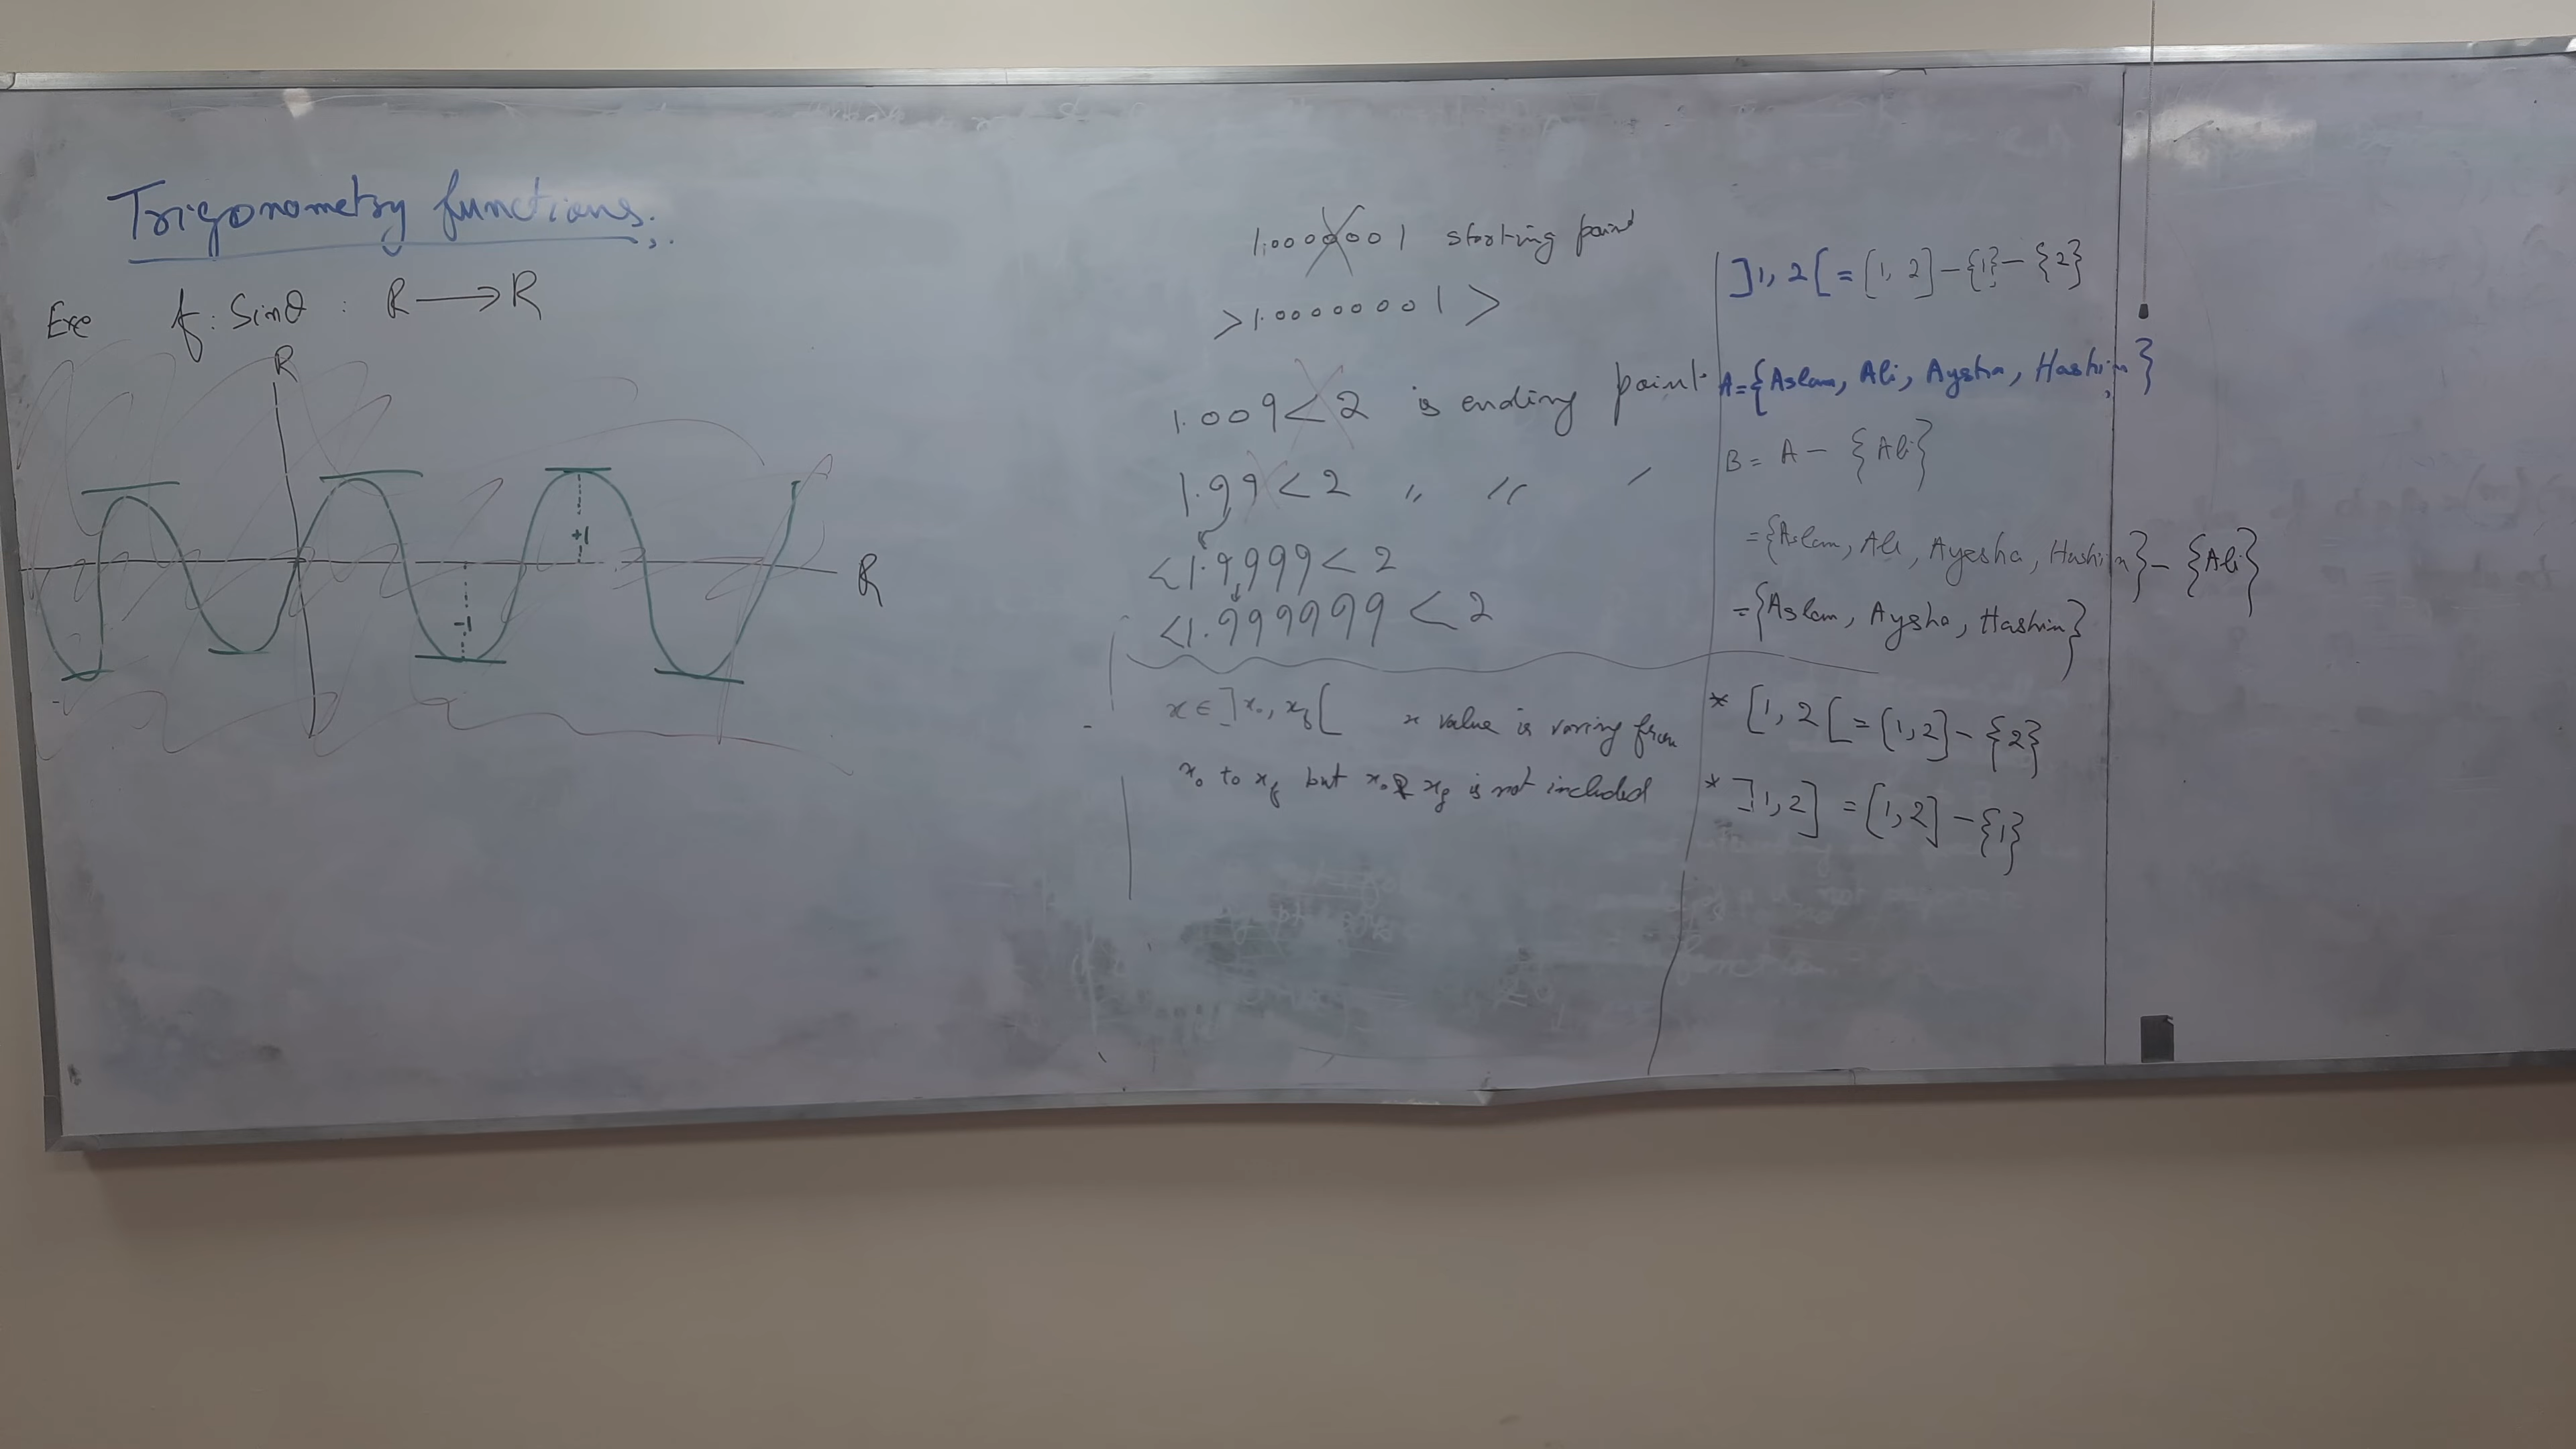 Trigonometry functions.
Exe f: Sinθ : R ⟶ R
R
+1
-1
R
1.0000001 starting point
>1.00000001>
1.009<2 is ending point.
1.99<2 〃 〃 〃
<1.9999<2
<1.999999<2
x ∈ ]x₀, x_f[ x value is varing from
x₀ to x_f but x₀ & x_f is not included
]1, 2[ = [1, 2] - {1} - {2}
A={Aslam, Ali, Aysha, Hashim}
B = A - {Ali}
={Aslam, Ali, Ayesha, Hashim} - {Ali}
={Aslam, Aysha, Hashim}
* [1, 2[ = [1, 2] - {2}
* ]1, 2] = [1, 2] - {1}